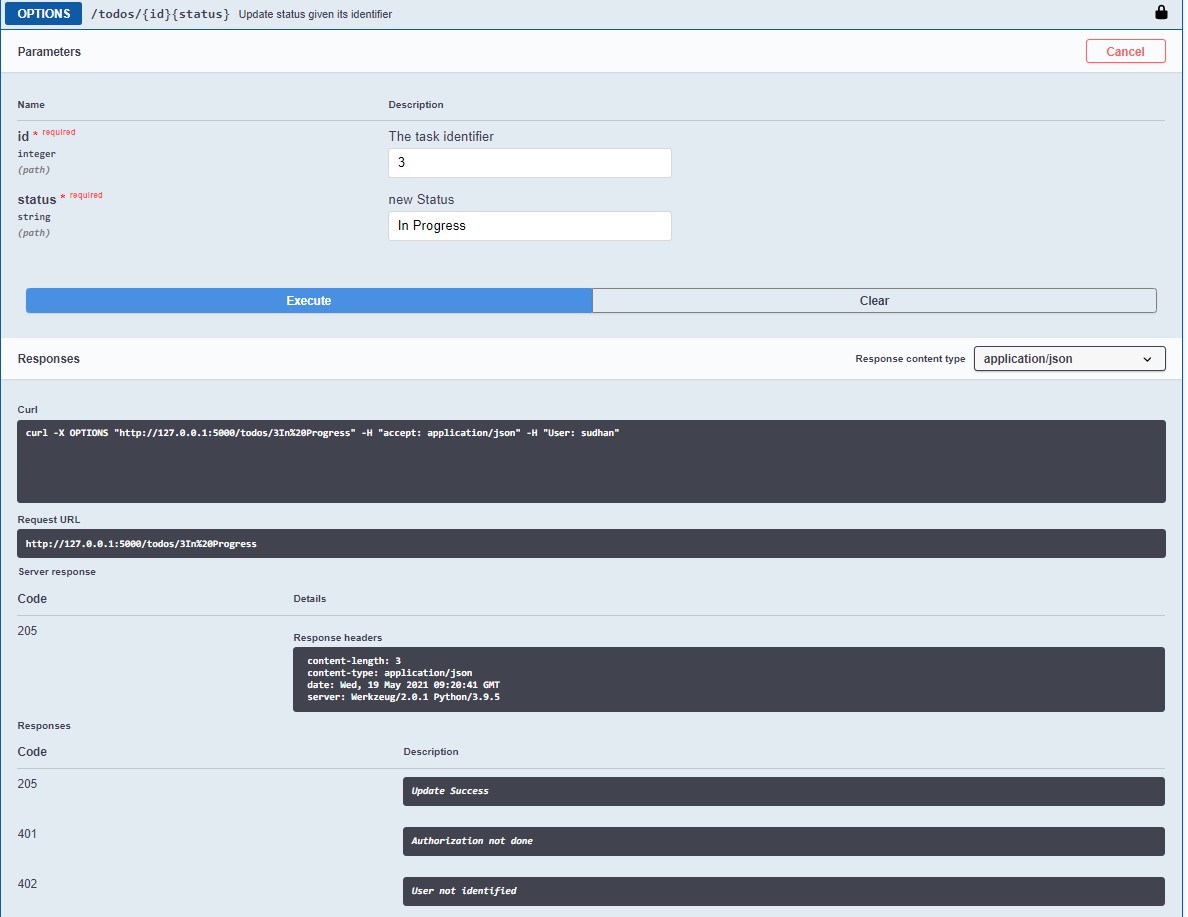 OPTIONS /todos/{id}{status} Update status given its identifier
Parameters
Cancel
Name Description
id * required The task identifier
integer 3
(path)
status * required new Status
string In Progress
(path)
Execute Clear
Responses Response content type application/json
Curl
curl -X OPTIONS "http://127.0.0.1:5000/todos/3In%20Progress" -H "accept: application/json" -H "User: sudhan"
Request URL
http://127.0.0.1:5000/todos/3In%20Progress
Server response
Code Details
205
Response headers
content-length: 3
content-type: application/json
date: Wed, 19 May 2021 09:20:41 GMT
server: Werkzeug/2.0.1 Python/3.9.5
Responses
Code Description
205 Update Success
401 Authorization not done
402 User not identified